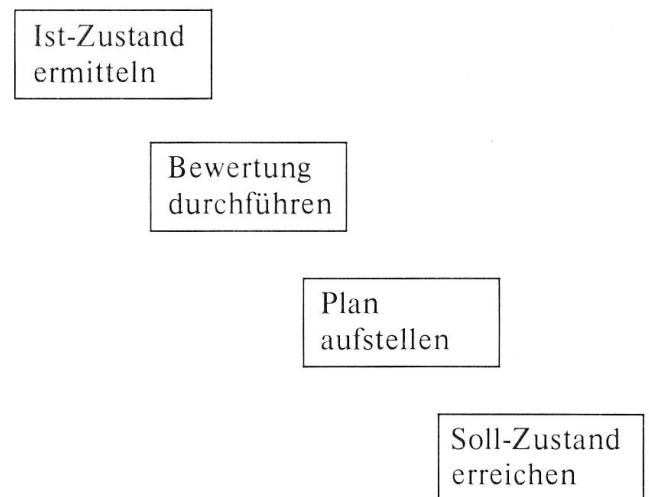 Ist-Zustand
ermitteln
Bewertung
durchführen
Plan
aufstellen
Soll-Zustand
erreichen